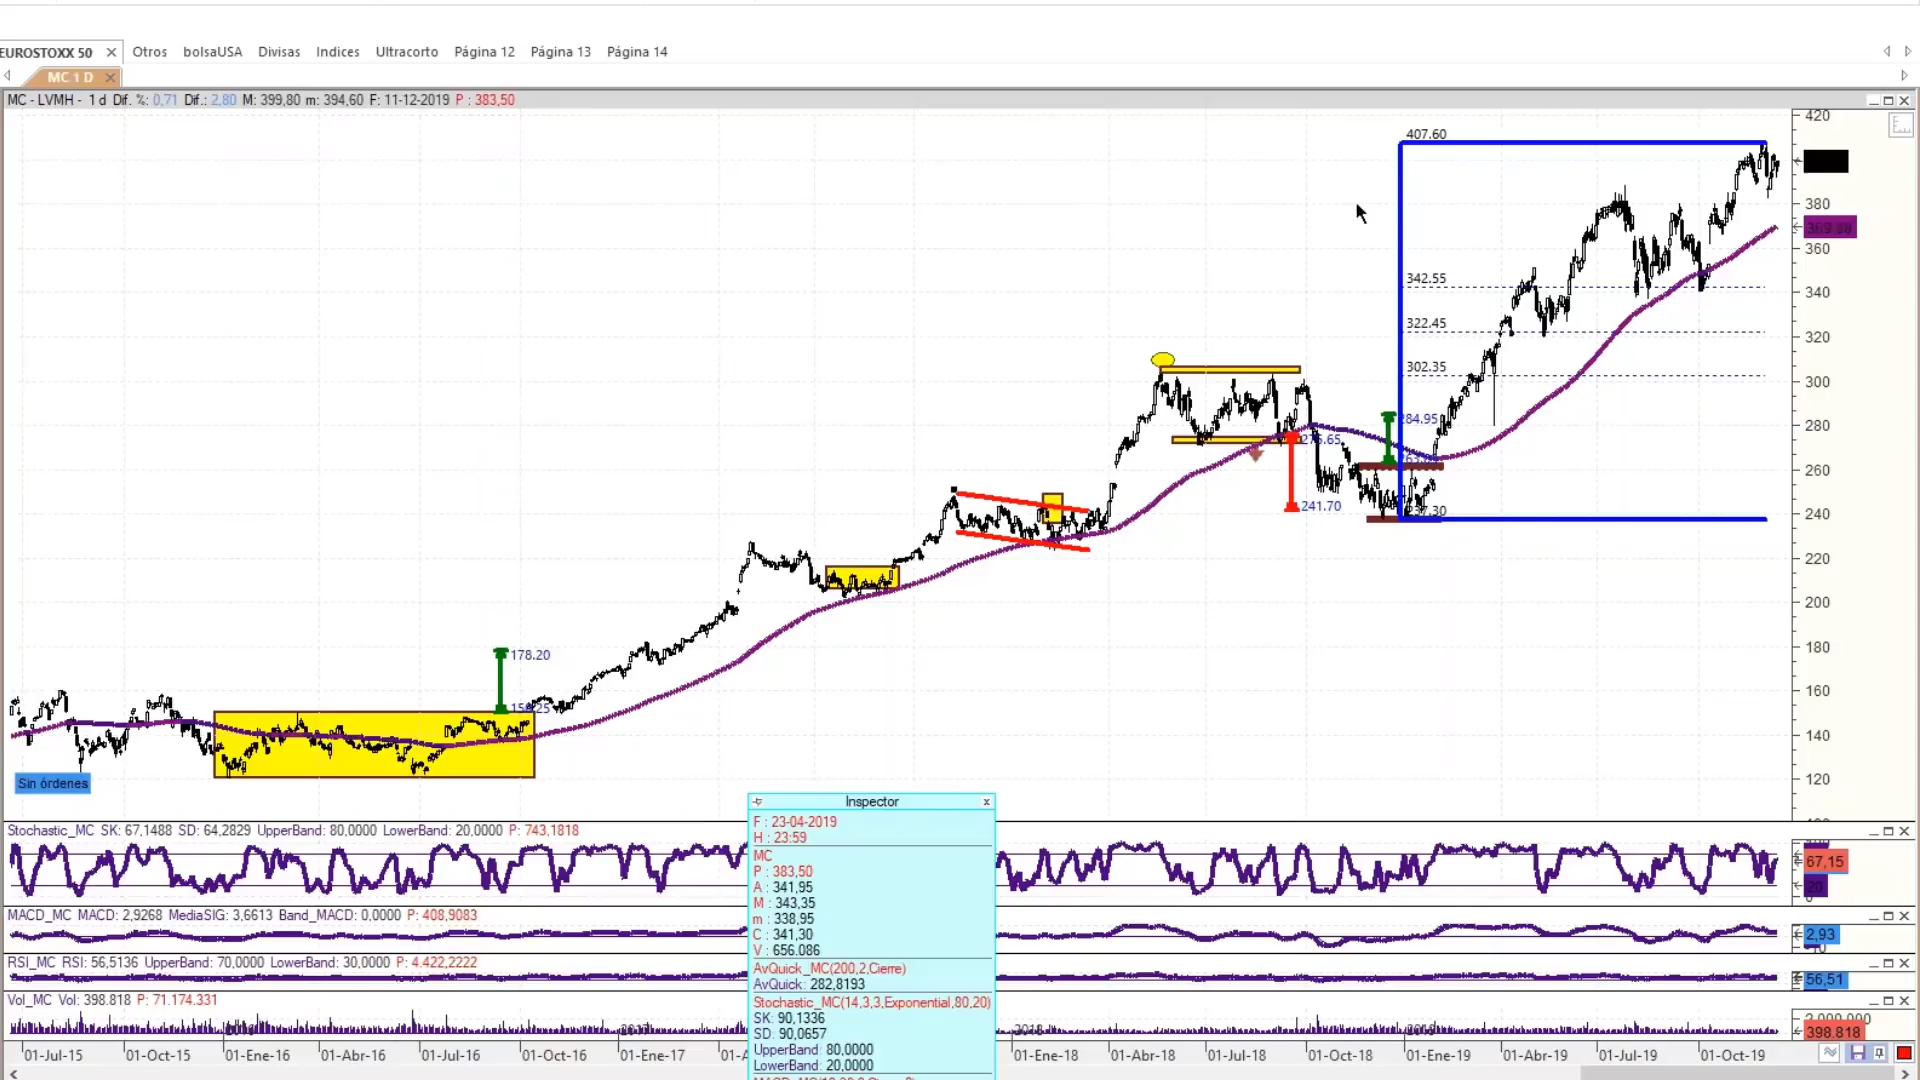 EUROSTOXX 50 Otros bolsaUSA Divisas Indices Ultracorto Página 12 Página 13 Página 14
MC 1 D
MC - LVMH - 1 d Dif. %: 0,71 Dif.: 2,80 M: 399,80 m: 394,60 F: 11-12-2019 P : 383,50
420
407.60
380
369.88
360
342.55
340
322.45
320
302.35
300
284.95
280
275.65
260
241.70
237.30
240
220
200
178.20
180
160
140
120
Sin órdenes
Stochastic_MC SK: 67,1488 SD: 64,2829 UpperBand: 80,0000 LowerBand: 20,0000 P: 743,1818
67,15
20
0
MACD_MC MACD: 2,9268 MediaSIG: 3,6613 Band_MACD: 0,0000 P: 408,9083
2,93
RSI_MC RSI: 56,5136 UpperBand: 70,0000 LowerBand: 30,0000 P: 4.422,2222
56,51
Vol_MC Vol: 398.818 P: 71.174.331
398.818
Inspector
F : 23-04-2019
H : 23:59
MC
P : 383,50
A : 341,95
M : 343,35
m : 338,95
C : 341,30
V : 656.086
AvQuick_MC(200,2,Cierre)
AvQuick: 282,8193
Stochastic_MC(14,3,3,Exponential,80,20)
SK: 90,1336
SD: 90,0657
UpperBand: 80,0000
LowerBand: 20,0000
01-Jul-15 01-Oct-15 01-Ene-16 01-Abr-16 01-Jul-16 01-Oct-16 01-Ene-17 01-Ene-18 01-Abr-18 01-Jul-18 01-Oct-18 01-Ene-19 01-Abr-19 01-Jul-19 01-Oct-19